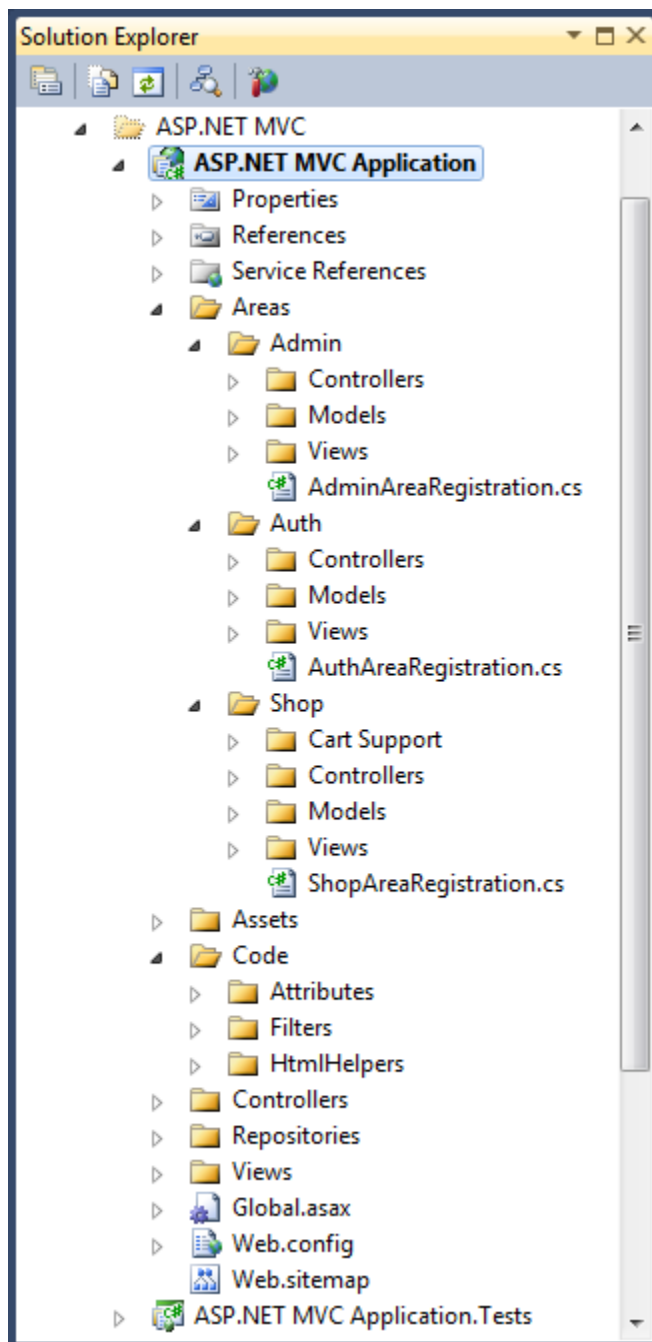 Solution Explorer
ASP.NET MVC
ASP.NET MVC Application
Properties
References
Service References
Areas
Admin
Controllers
Models
Views
AdminAreaRegistration.cs
Auth
Controllers
Models
Views
AuthAreaRegistration.cs
Shop
Cart Support
Controllers
Models
Views
ShopAreaRegistration.cs
Assets
Code
Attributes
Filters
HtmlHelpers
Controllers
Repositories
Views
Global.asax
Web.config
Web.sitemap
ASP.NET MVC Application.Tests